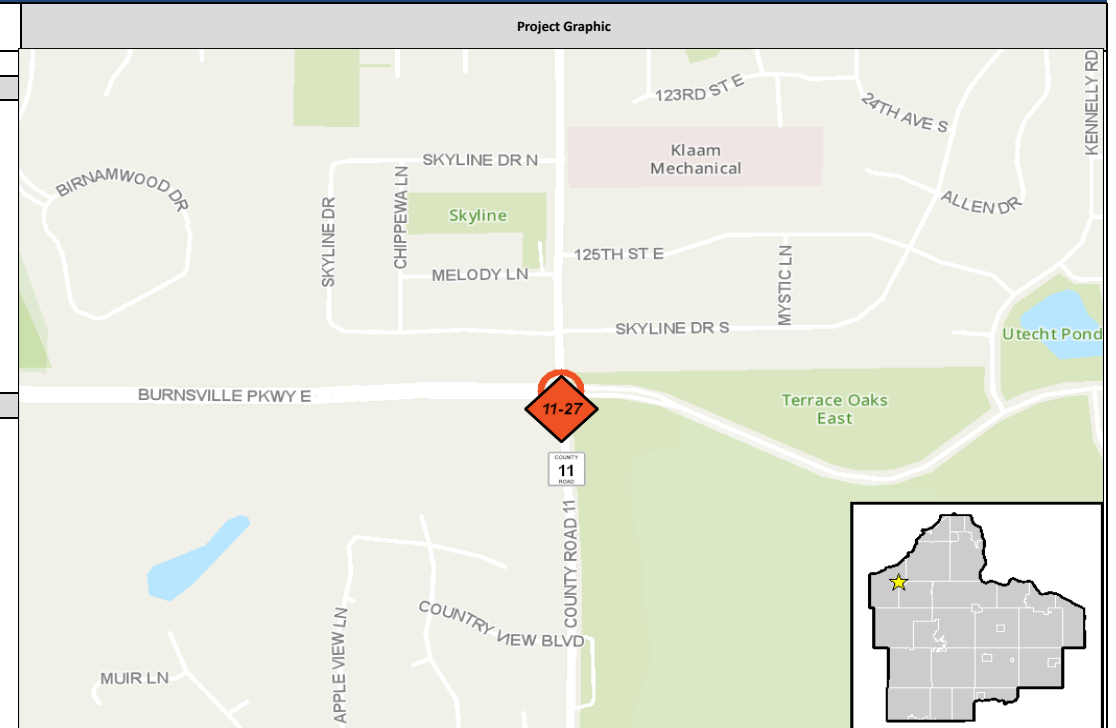 Project Graphic
KENNELLY RD
123RD ST E
24TH AVE S
SKYLINE DR N
Klaam
Mechanical
BIRNAMWOOD DR
CHIPPEWA LN
SKYLINE DR
Skyline
ALLEN DR
125TH ST E
MELODY LN
MYSTIC LN
SKYLINE DR S
Utecht Pond
BURNSVILLE PKWY E
11-27
Terrace Oaks
East
COUNTY
11
ROAD
COUNTY ROAD 11
COUNTRY VIEW BLVD
APPLE VIEW LN
MUIR LN